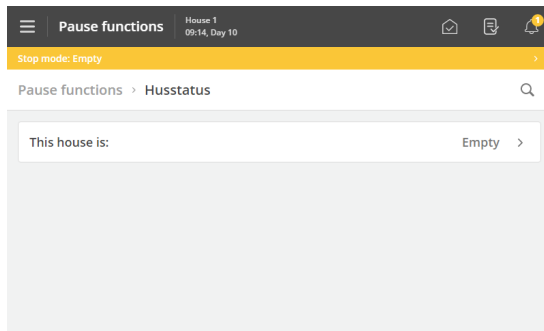 Pause functions
House 1
09:14, Day 10
1
Stop mode: Empty
Pause functions > Husstatus
This house is: Empty